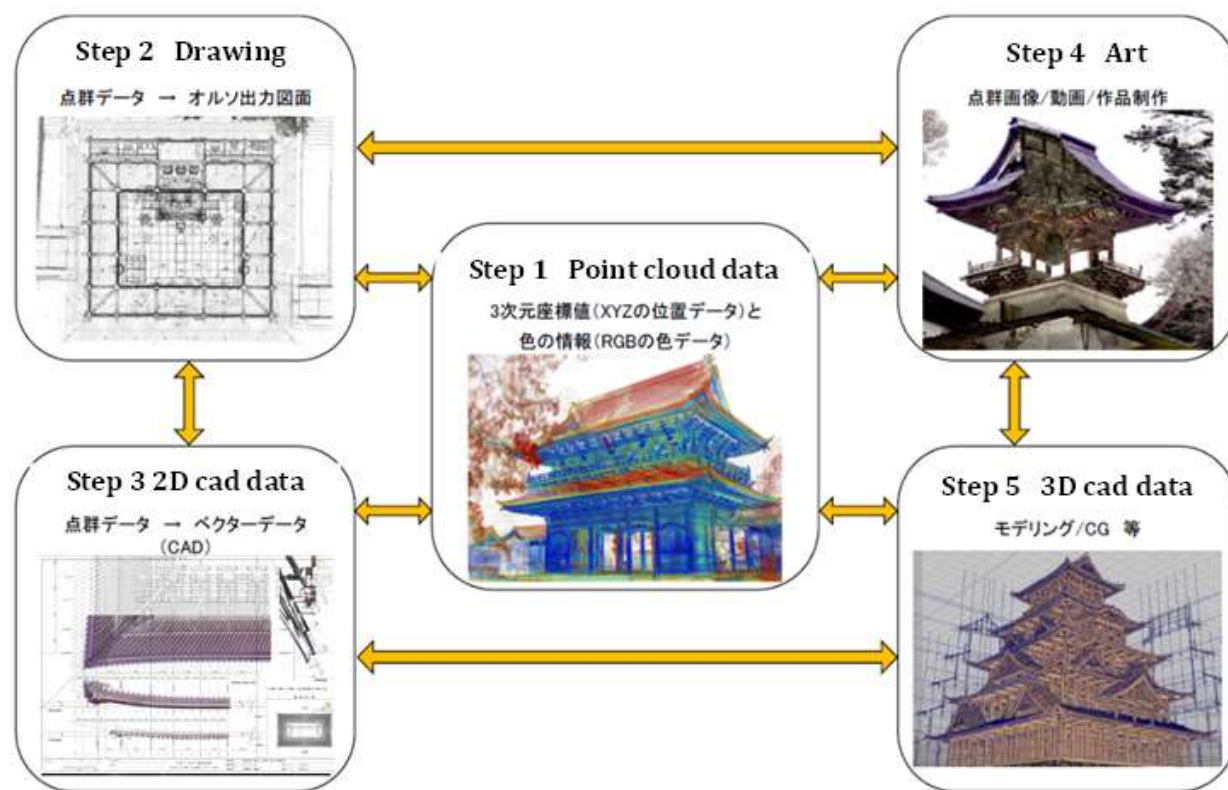 Step 2 Drawing
点群データ → オルソ出力図面
Step 4 Art
点群画像/動画/作品制作
Step 1 Point cloud data
3次元座標値(XYZの位置データ)と
色の情報(RGBの色データ)
Step 3 2D cad data
点群データ → ベクターデータ
(CAD)
Step 5 3D cad data
モデリング/CG 等